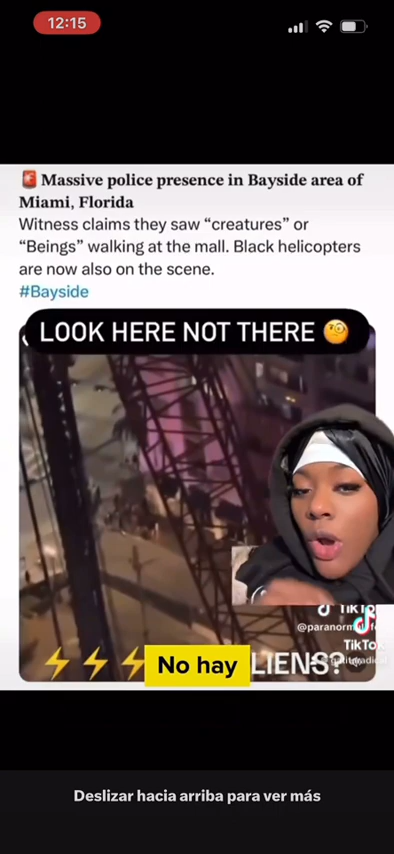 12:15
🚨 Massive police presence in Bayside area of
Miami, Florida
Witness claims they saw “creatures” or
“Beings” walking at the mall. Black helicopters
are now also on the scene.
#Bayside
LOOK HERE NOT THERE 🧐
TikTok
@paranorm
TikTok
⚡⚡⚡ No hay LIENS?
Deslizar hacia arriba para ver más